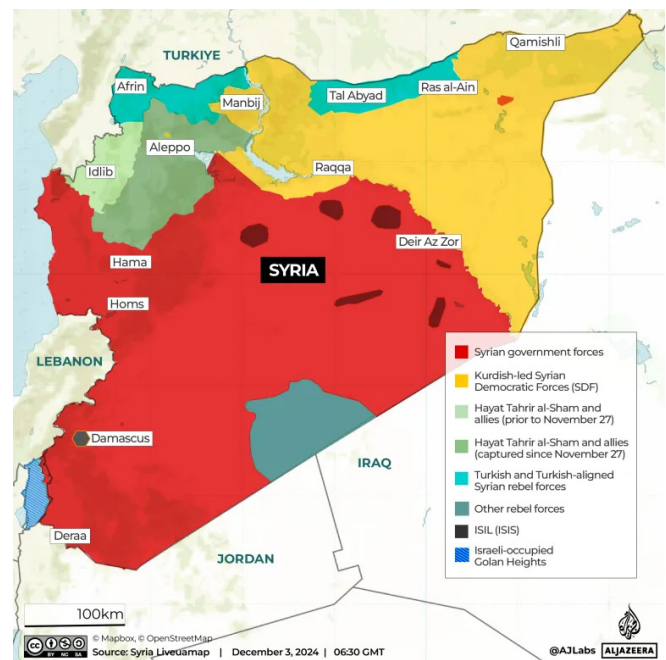 TURKIYE
Qamishli
Afrin
Manbij
Tal Abyad
Ras al-Ain
Aleppo
Idlib
Raqqa
Deir Az Zor
Hama
SYRIA
Homs
LEBANON
Damascus
IRAQ
Deraa
JORDAN
Syrian government forces
Kurdish-led Syrian
Democratic Forces (SDF)
Hayat Tahrir al-Sham and
allies (prior to November 27)
Hayat Tahrir al-Sham and allies
(captured since November 27)
Turkish and Turkish-aligned
Syrian rebel forces
Other rebel forces
ISIL (ISIS)
Israeli-occupied
Golan Heights
100km
© Mapbox, © OpenStreetMap
CC BY NC SA
Source: Syria Liveuamap | December 3, 2024 | 06:30 GMT
@AJLabs
ALJAZEERA